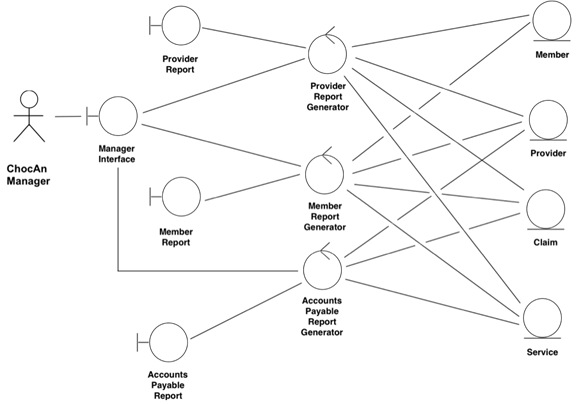 Provider
Report
Provider
Report
Generator
Member
ChocAn
Manager
Manager
Interface
Provider
Member
Report
Member
Report
Generator
Claim
Accounts
Payable
Report
Generator
Service
Accounts
Payable
Report